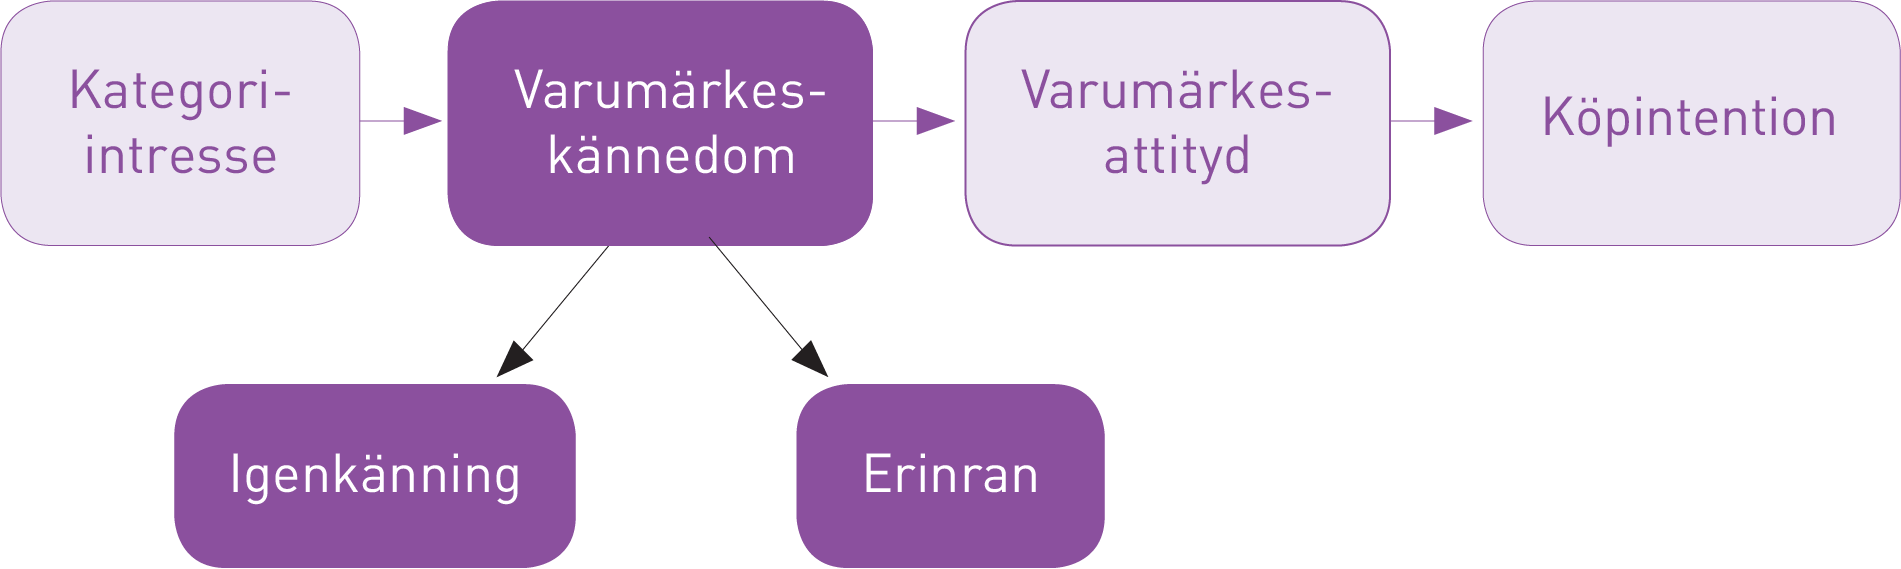 Kategori-
intresse
Varumärkes-
kännedom
Varumärkes-
attityd
Köpintention
Igenkänning
Erinran